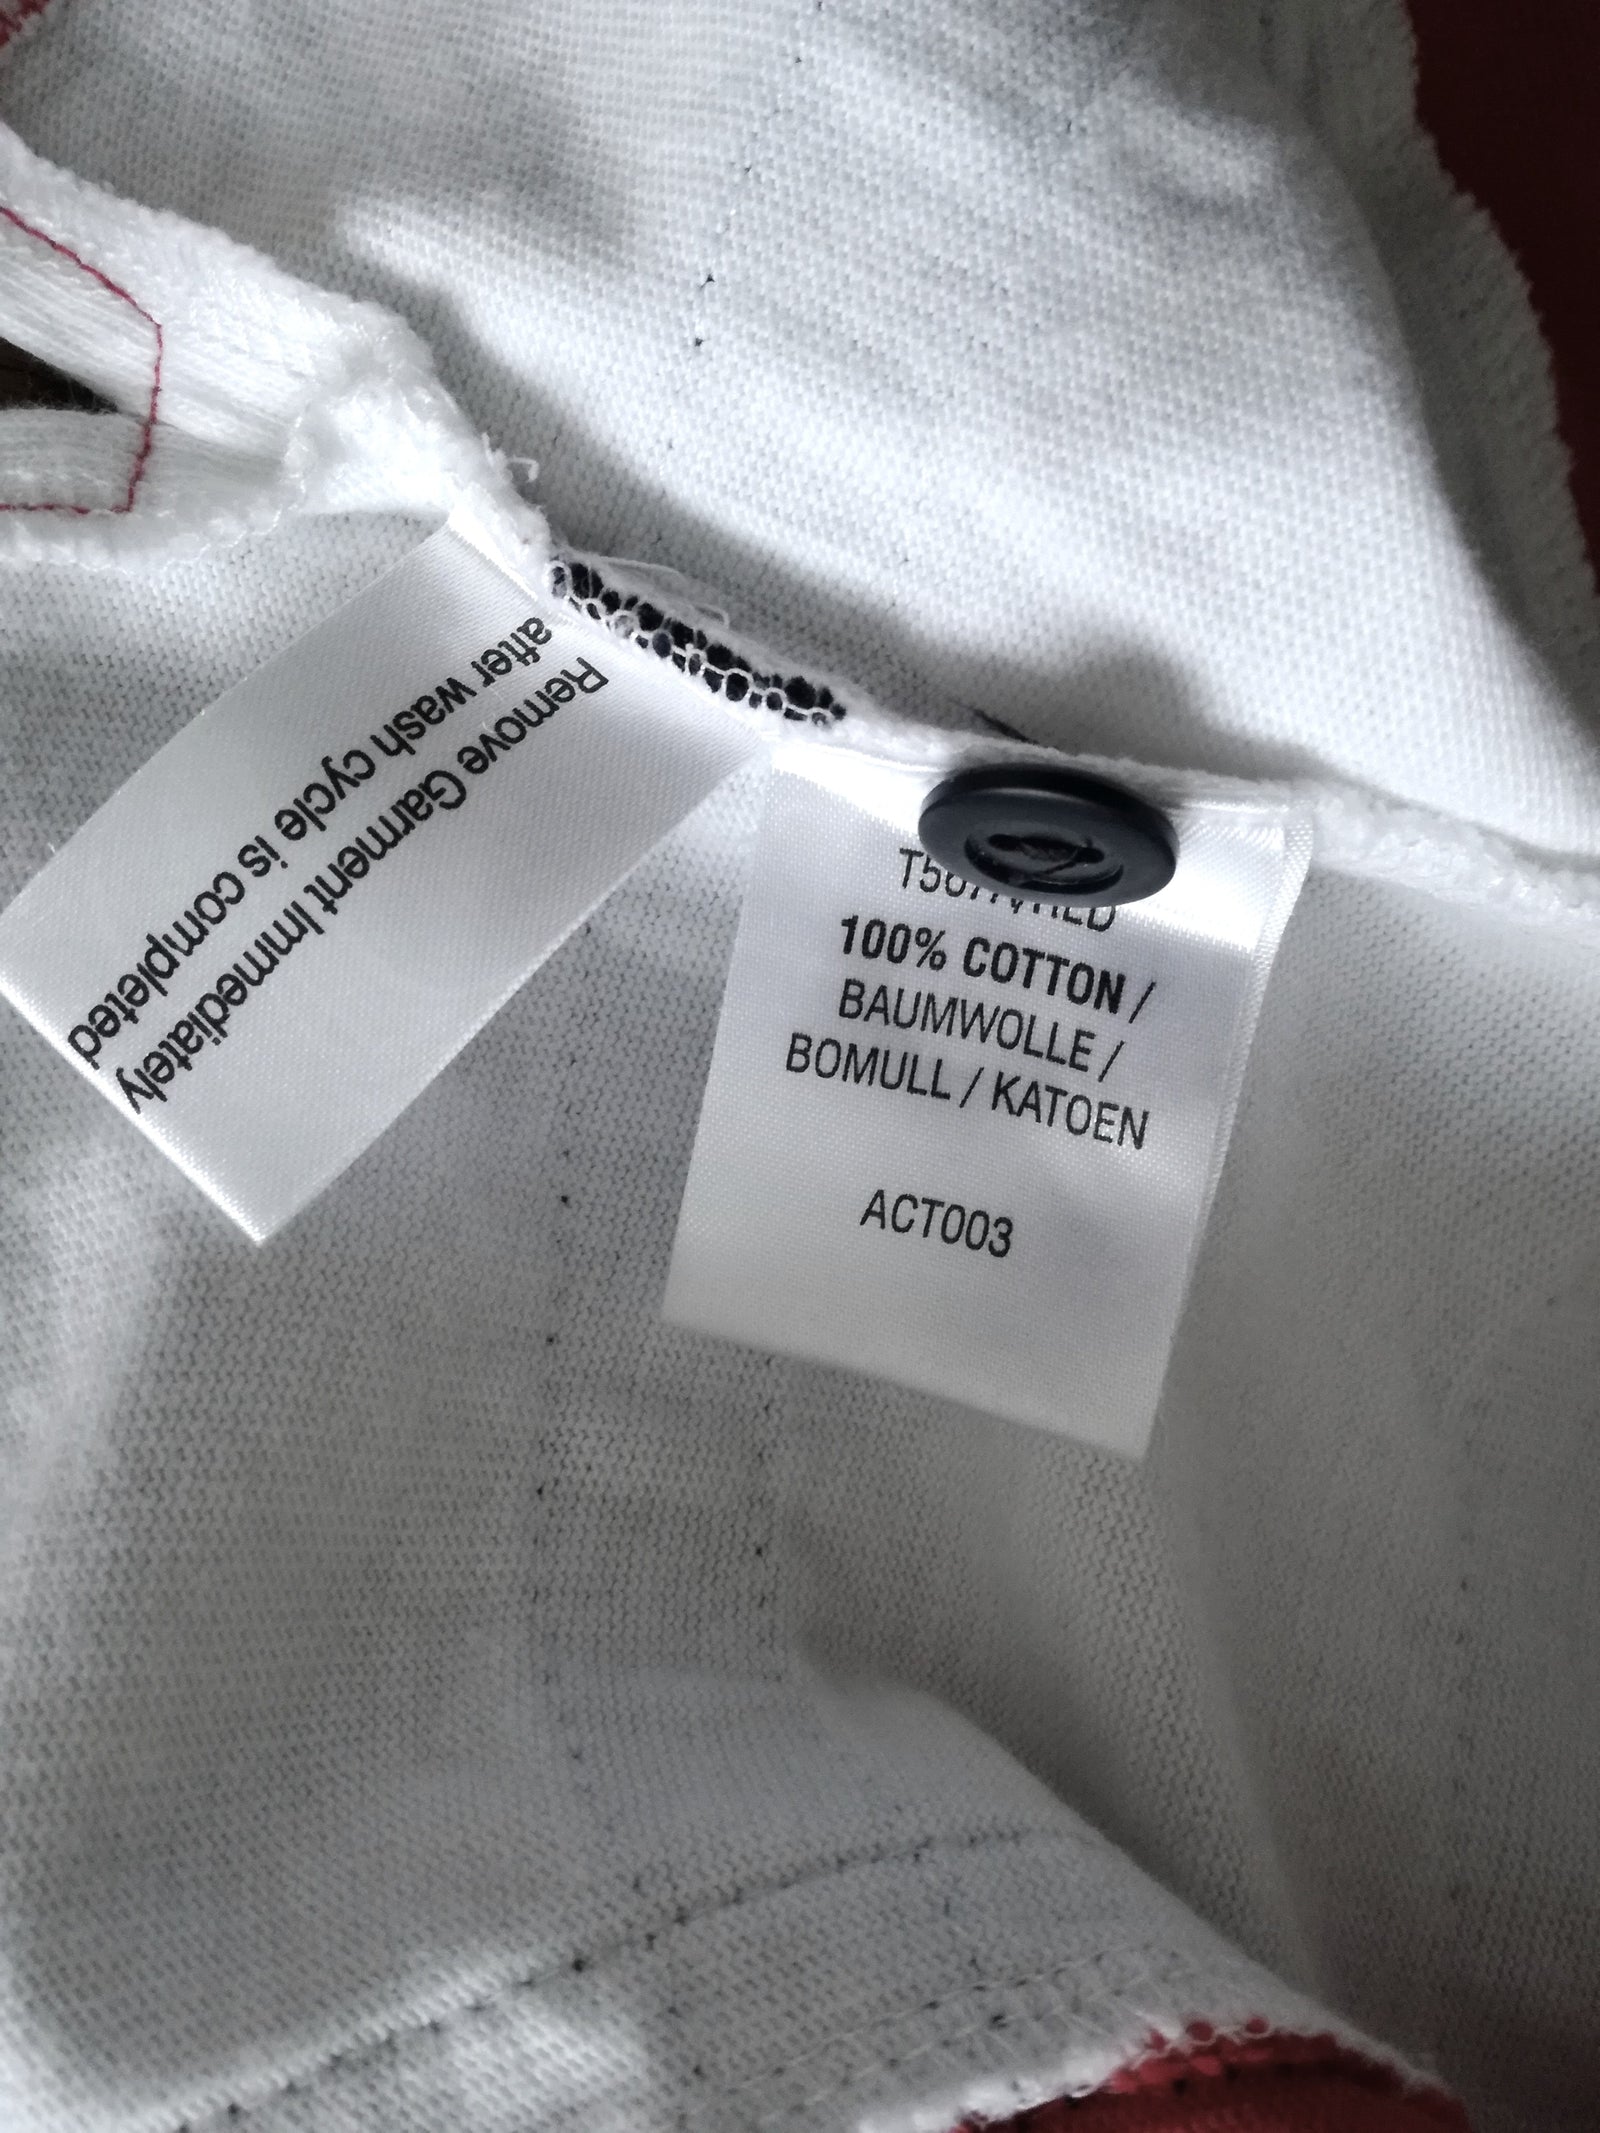 Remove Garment Immediately
after wash cycle is completed
100% COTTON /
BAUMWOLLE /
BOMULL / KATOEN
ACT003